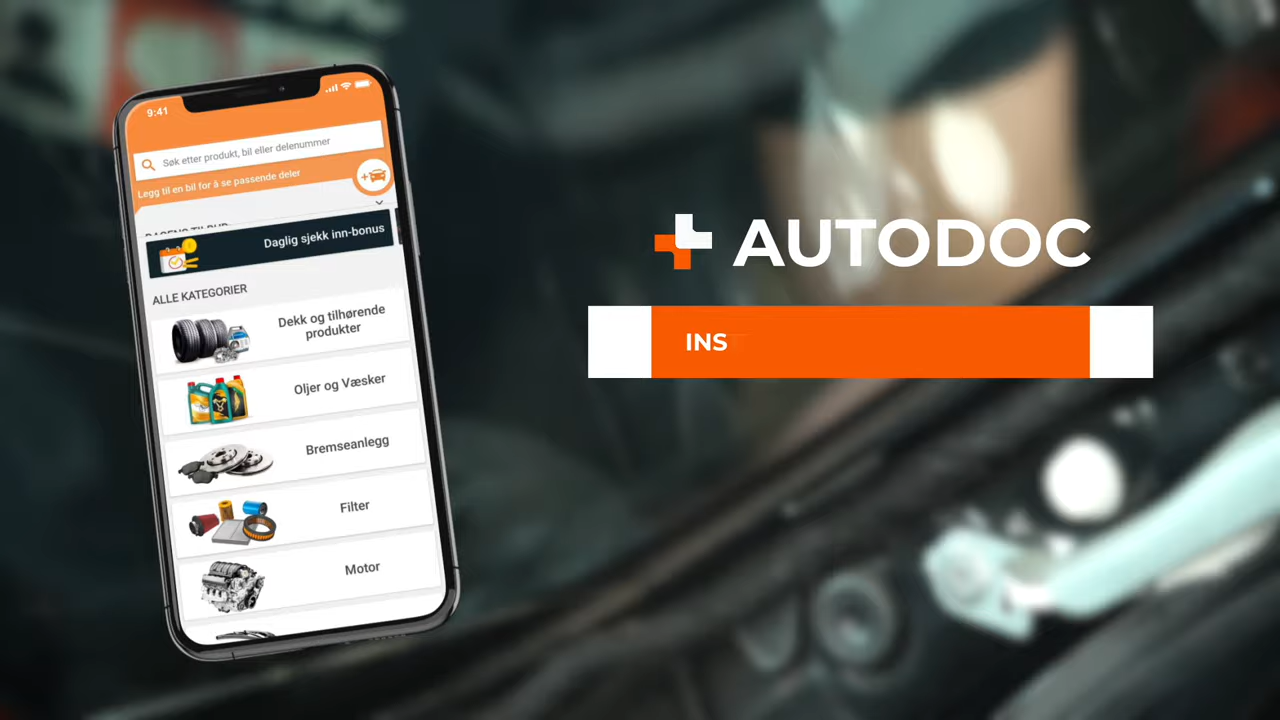 9:41
Søk etter produkt, bil eller delenummer
Legg til en bil for å se passende deler
Daglig sjekk inn-bonus
ALLE KATEGORIER
Dekk og tilhørende
produkter
Oljer og Væsker
Bremseanlegg
Filter
Motor
AUTODOC
INS